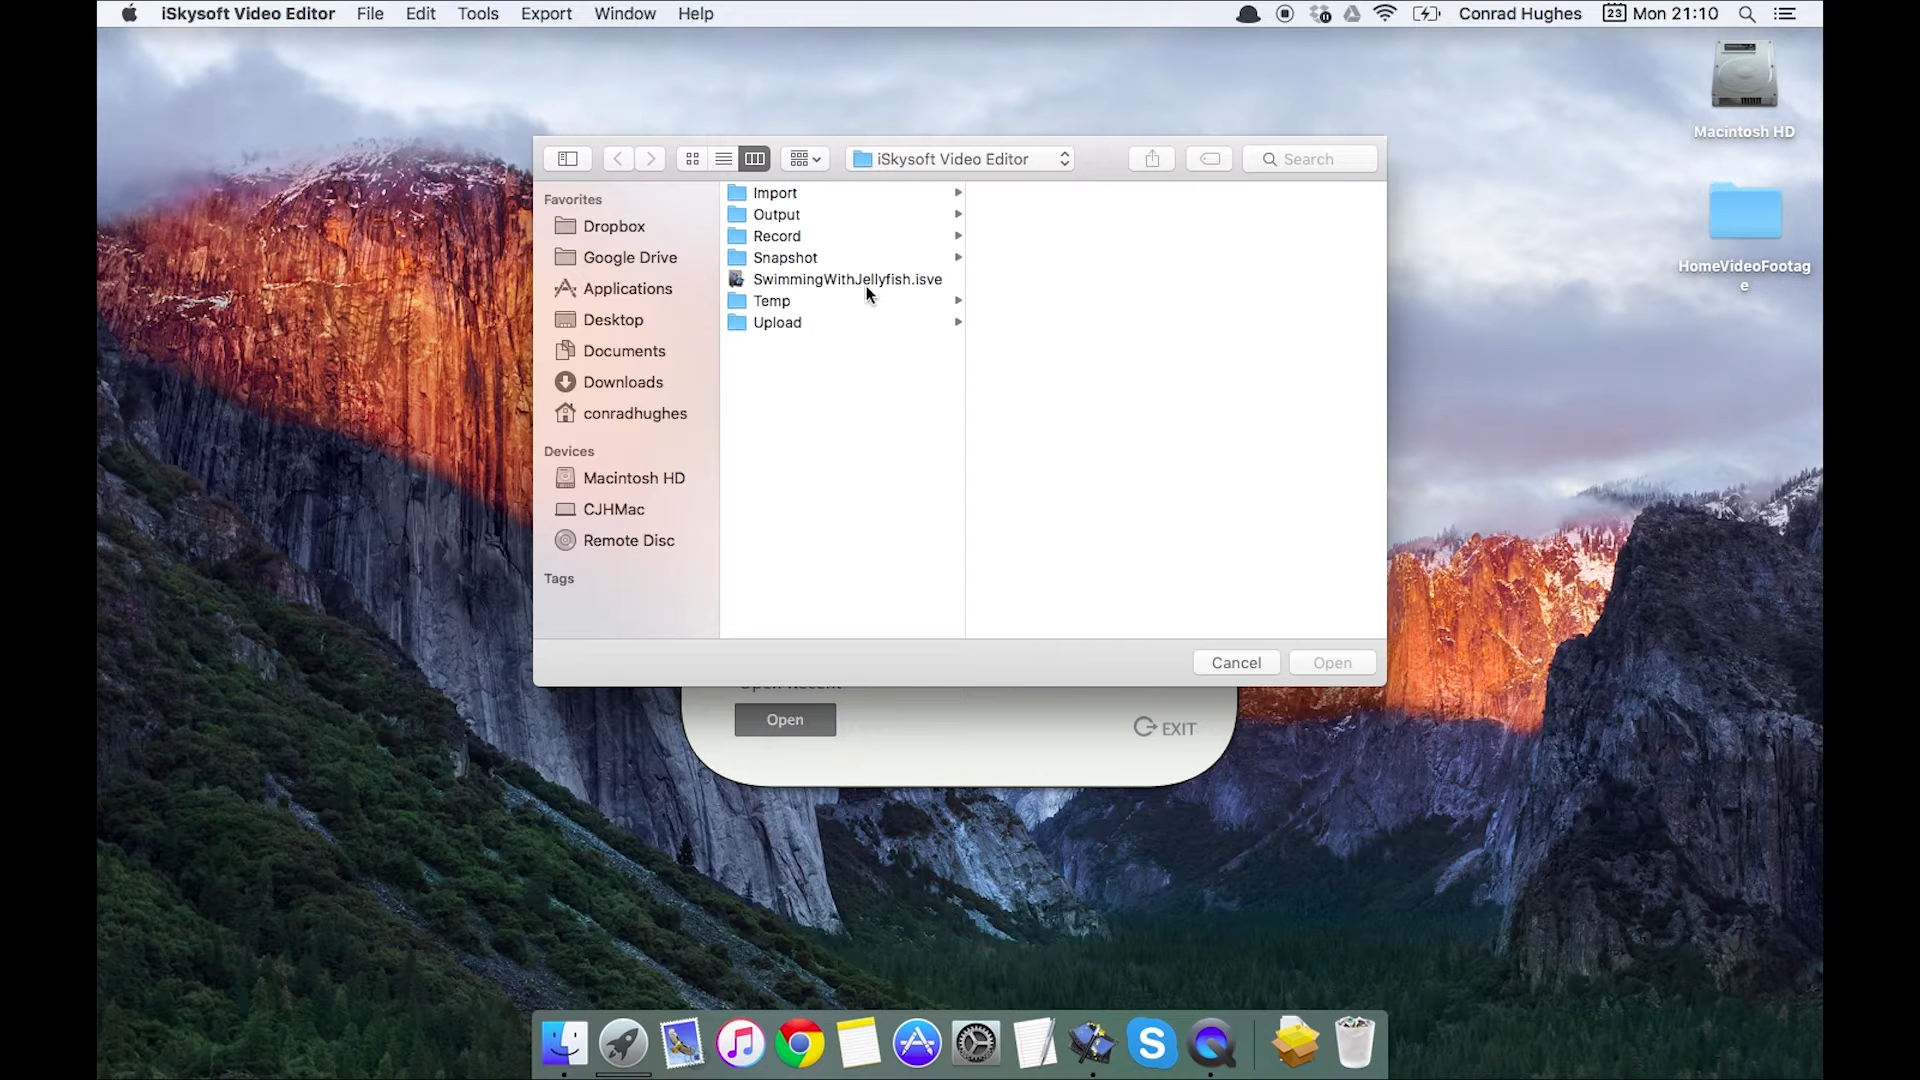 iSkysoft Video Editor File Edit Tools Export Window Help Conrad Hughes 23 Mon 21:10
Macintosh HD
HomeVideoFootag
e
iSkysoft Video Editor
Search
Favorites
Dropbox
Google Drive
Applications
Desktop
Documents
Downloads
conradhughes
Devices
Macintosh HD
CJHMac
Remote Disc
Tags
Import
Output
Record
Snapshot
SwimmingWithJellyfish.isve
Temp
Upload
Cancel Open
Open Recent
Open
EXIT